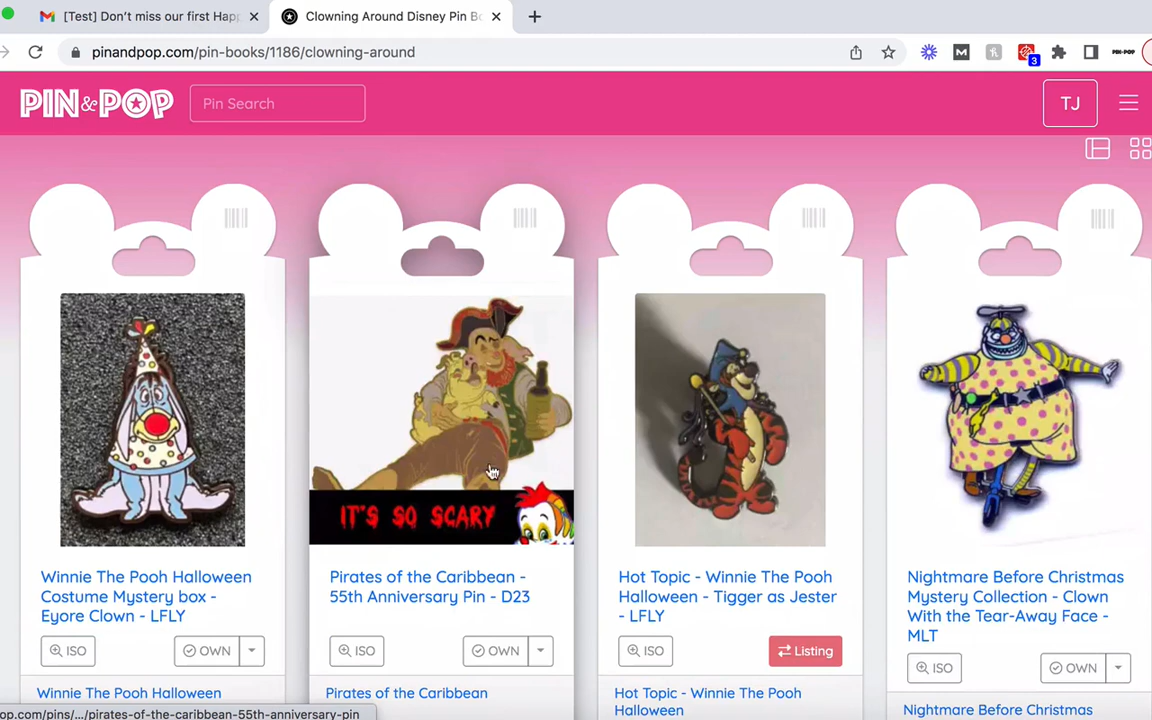 [Test] Don't miss our first Happ
Clowning Around Disney Pin Bo
pinandpop.com/pin-books/1186/clowning-around
3
PIN-POP
PIN&POP
Pin Search
TJ
IT'S SO SCARY
Winnie The Pooh Halloween
Costume Mystery box -
Eyore Clown - LFLY
Pirates of the Caribbean -
55th Anniversary Pin - D23
Hot Topic - Winnie The Pooh
Halloween - Tigger as Jester
- LFLY
Nightmare Before Christmas
Mystery Collection - Clown
With the Tear-Away Face -
MLT
ISO
OWN
ISO
OWN
ISO
Listing
ISO
OWN
Winnie The Pooh Halloween
Pirates of the Caribbean
Hot Topic - Winnie The Pooh
Halloween
Nightmare Before Christmas
op.com/pins/.../pirates-of-the-caribbean-55th-anniversary-pin